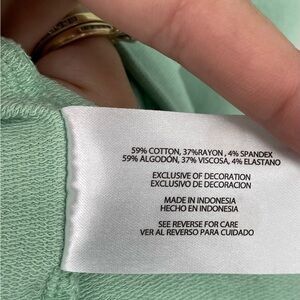 59% COTTON, 37%RAYON, 4% SPANDEX
59% ALGODÓN, 37% VISCOSA, 4% ELASTANO
EXCLUSIVE OF DECORATION
EXCLUSIVO DE DECORACION
MADE IN INDONESIA
HECHO EN INDONESIA
SEE REVERSE FOR CARE
VER AL REVERSO PARA CUIDADO